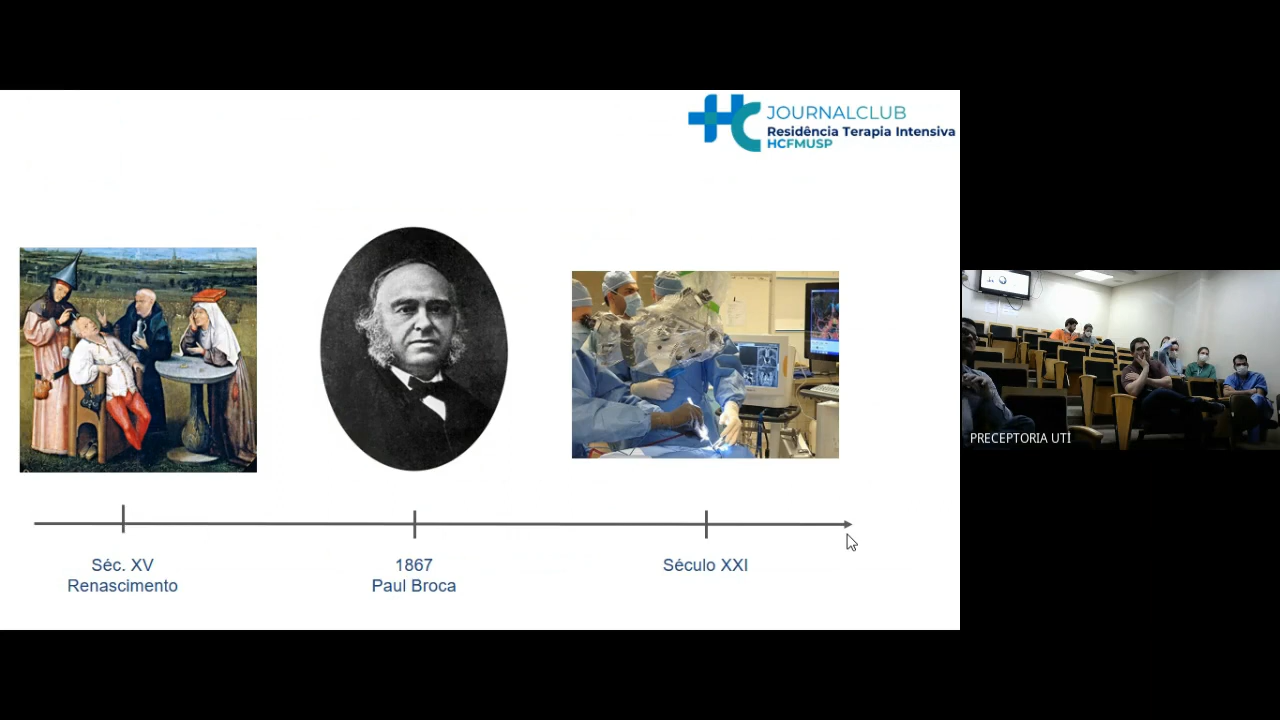 JOURNALCLUB
Residência Terapia Intensiva
HCFMUSP
Séc. XV
Renascimento
1867
Paul Broca
Século XXI
PRECEPTORIA UTI